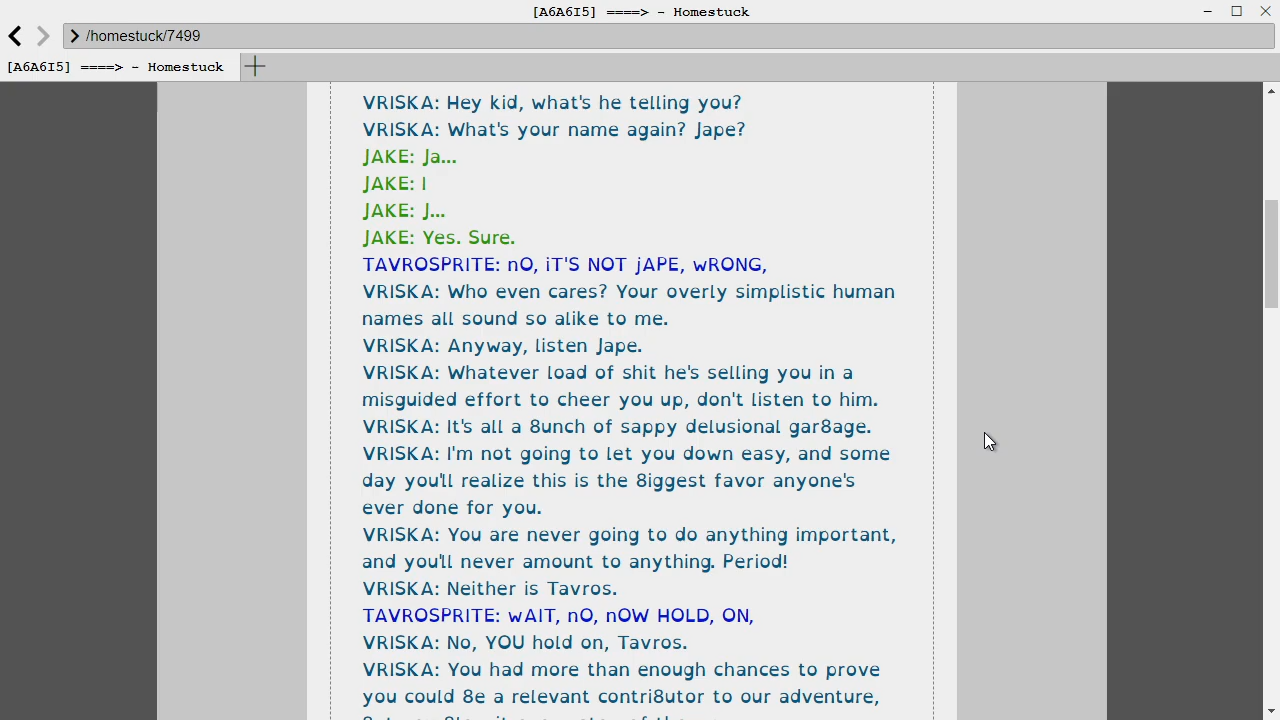 [A6A6I5] ====> - Homestuck
/homestuck/7499
[A6A6I5] ====> - Homestuck
VRISKA: Hey kid, what's he telling you?
VRISKA: What's your name again? Jape?
JAKE: Ja...
JAKE: I
JAKE: J...
JAKE: Yes. Sure.
TAVROSPRITE: nO, iT'S NOT jAPE, wRONG,
VRISKA: Who even cares? Your overly simplistic human
names all sound so alike to me.
VRISKA: Anyway, listen Jape.
VRISKA: Whatever load of shit he's selling you in a
misguided effort to cheer you up, don't listen to him.
VRISKA: It's all a 8unch of sappy delusional gar8age.
VRISKA: I'm not going to let you down easy, and some
day you'll realize this is the 8iggest favor anyone's
ever done for you.
VRISKA: You are never going to do anything important,
and you'll never amount to anything. Period!
VRISKA: Neither is Tavros.
TAVROSPRITE: wAIT, nO, nOW HOLD, ON,
VRISKA: No, YOU hold on, Tavros.
VRISKA: You had more than enough chances to prove
you could 8e a relevant contri8utor to our adventure,